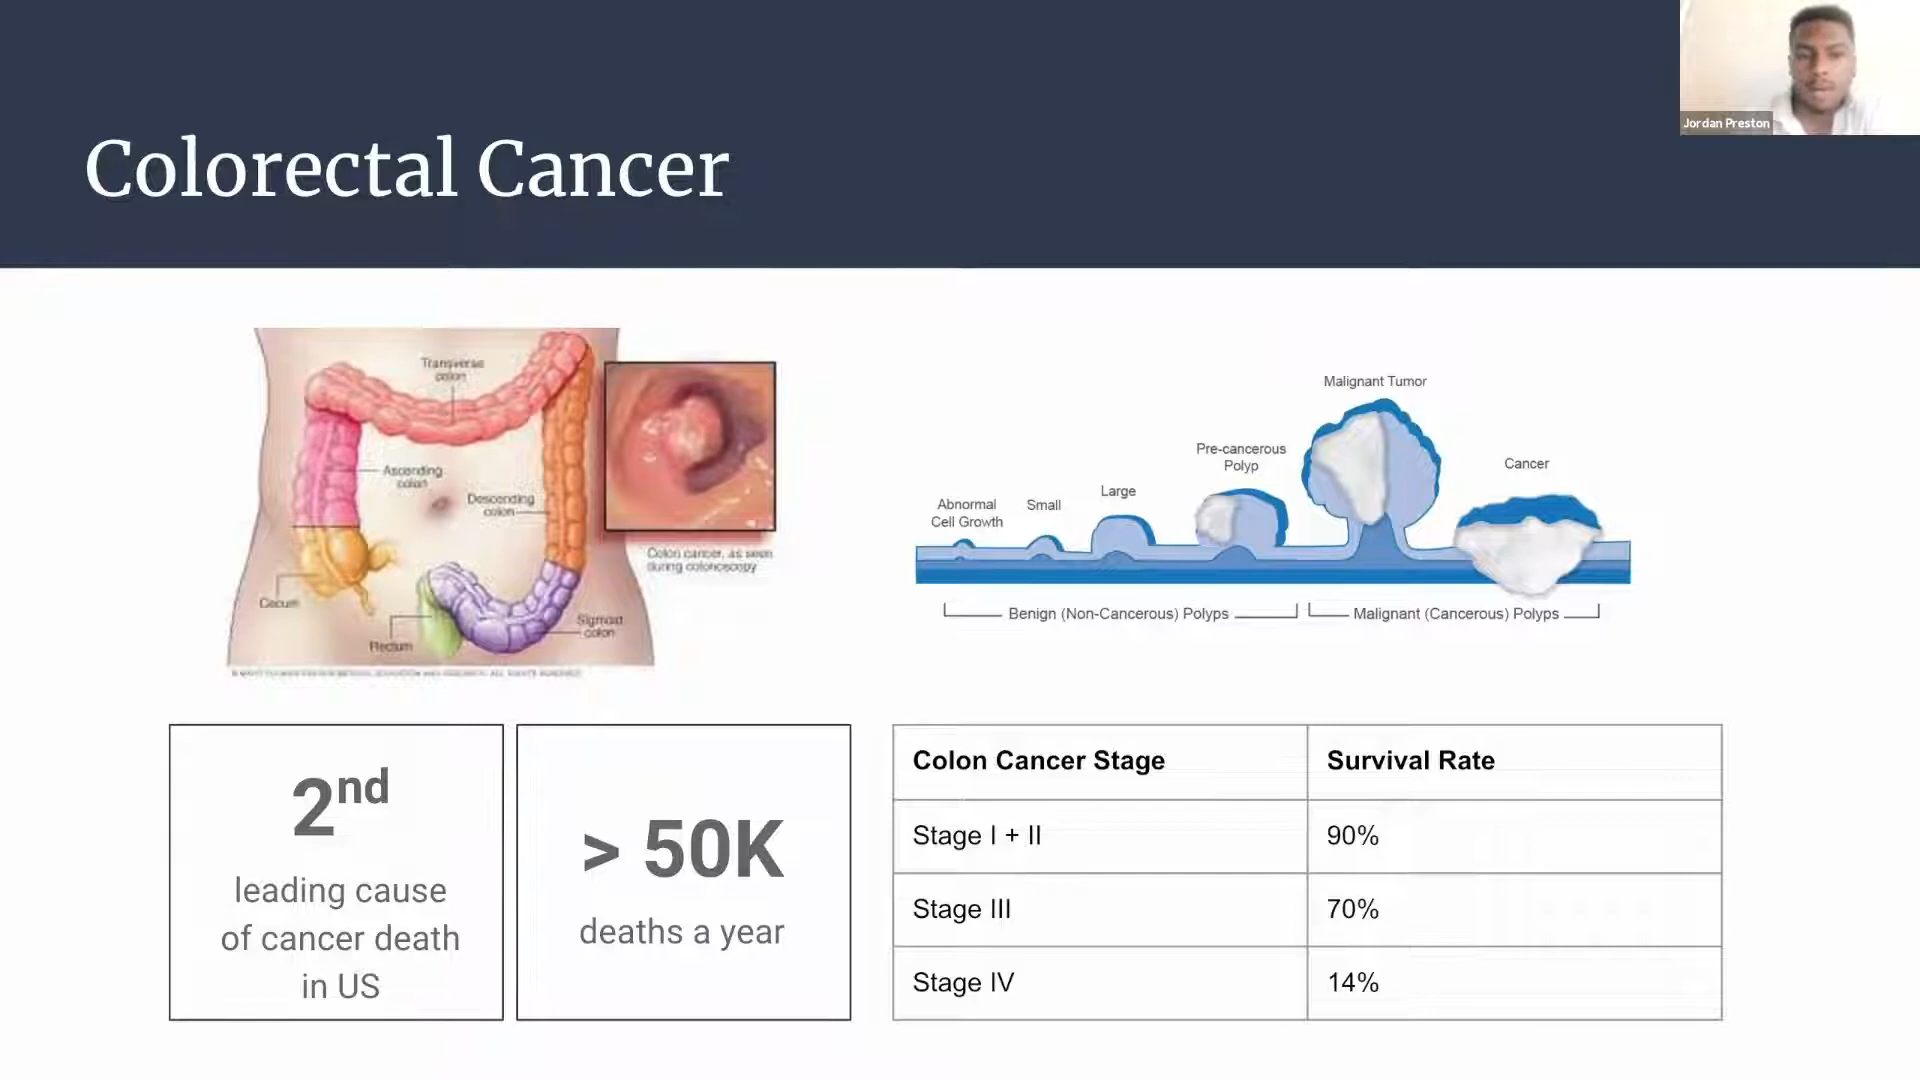 Jordan Preston
Colorectal Cancer
Transverse
colon
Ascending
colon
Descending
colon
Colon cancer, as seen
during colonoscopy
Cecum
Rectum
Sigmoid
colon
Malignant Tumor
Pre-cancerous
Polyp
Cancer
Large
Small
Abnormal
Cell Growth
Benign (Non-Cancerous) Polyps
Malignant (Cancerous) Polyps
2nd
leading cause
of cancer death
in US
> 50K
deaths a year
Colon Cancer Stage Survival Rate
Stage I + II 90%
Stage III 70%
Stage IV 14%